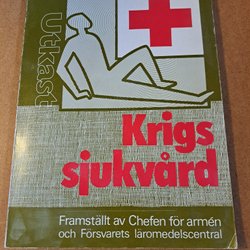 Utkast
Krigs
sjukvård
Framställt av Chefen för armén
och Försvarets läromedelscentral